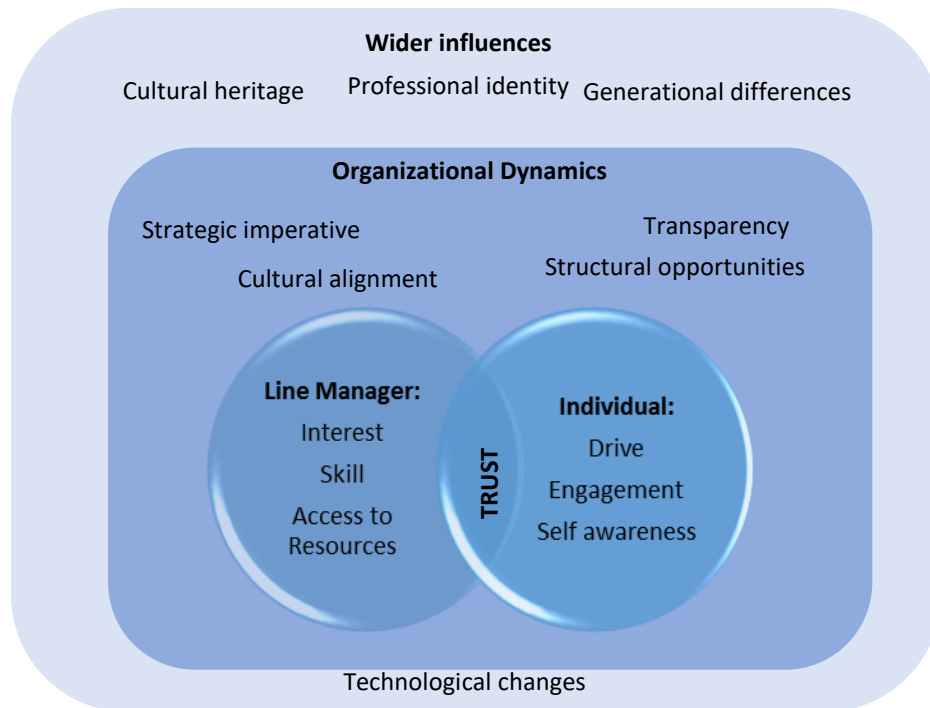 Wider influences
Cultural heritage
Professional identity
Generational differences
Organizational Dynamics
Strategic imperative
Transparency
Cultural alignment
Structural opportunities
Line Manager:
Interest
Skill
Access to
Resources
TRUST
Individual:
Drive
Engagement
Self awareness
Technological changes